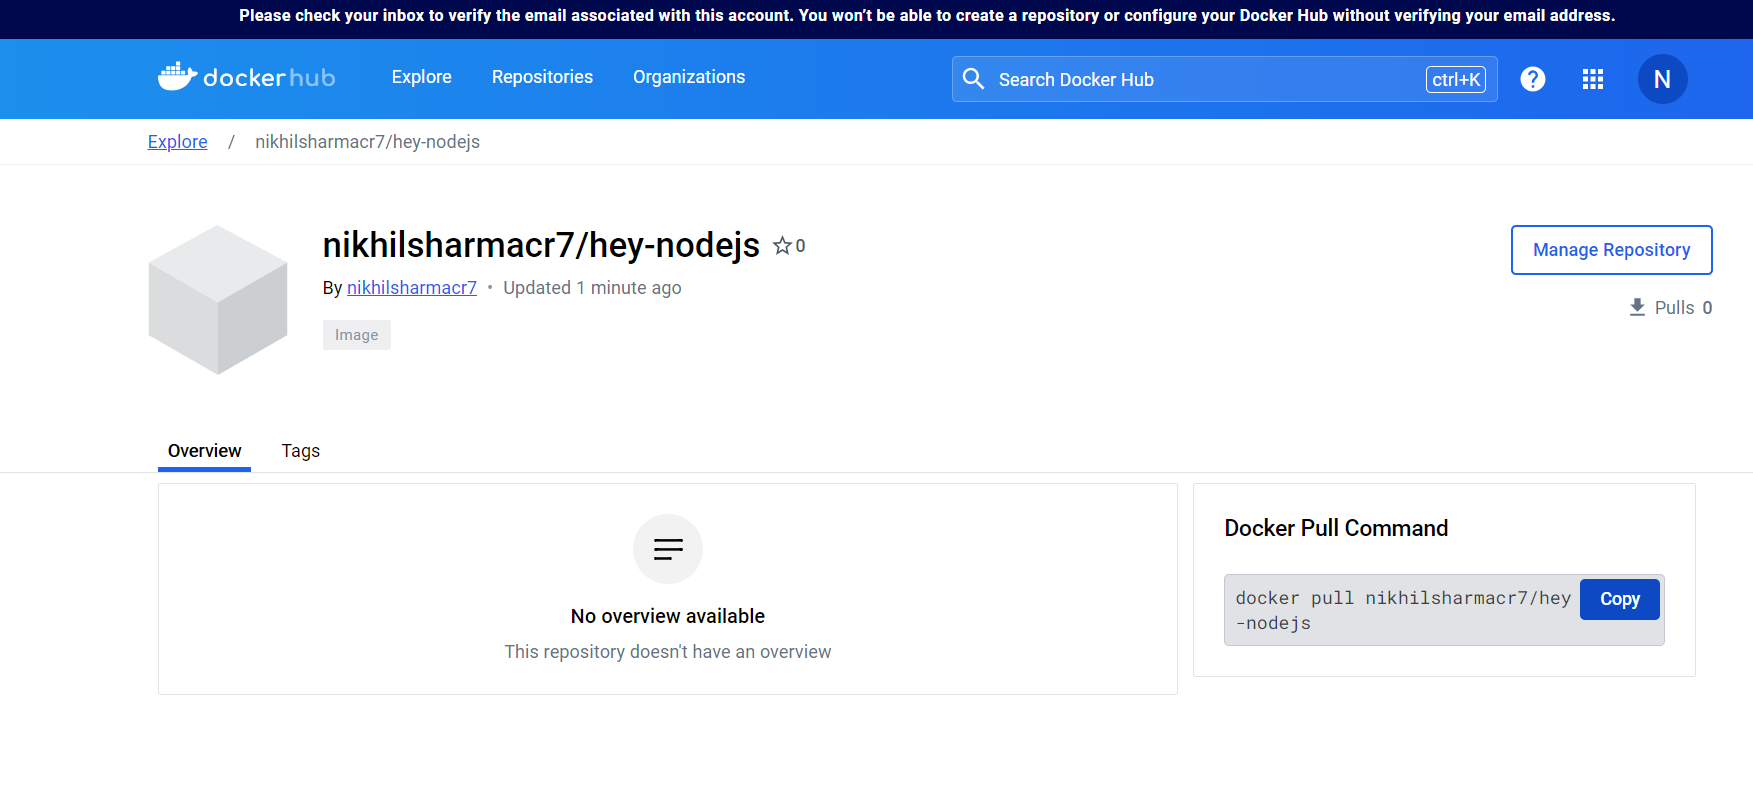 Please check your inbox to verify the email associated with this account. You won’t be able to create a repository or configure your Docker Hub without verifying your email address.
dockerhub Explore Repositories Organizations Search Docker Hub ctrl+K ? N
Explore / nikhilsharmacr7/hey-nodejs
nikhilsharmacr7/hey-nodejs 0
Manage Repository
By nikhilsharmacr7 • Updated 1 minute ago
Pulls 0
Image
Overview Tags
No overview available
This repository doesn't have an overview
Docker Pull Command
docker pull nikhilsharmacr7/hey
-nodejs
Copy